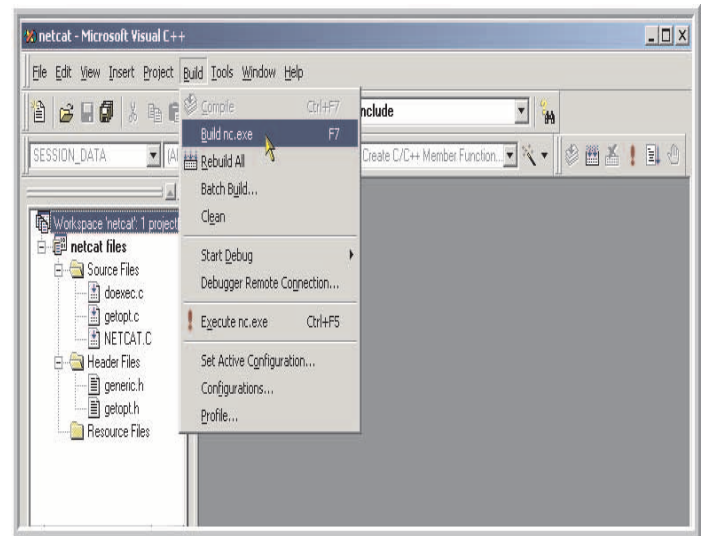 netcat - Microsoft Visual C++
File Edit View Insert Project Build Tools Window Help
nclude
SESSION_DATA
Create C/C++ Member Function...
Compile Ctrl+F7
Build nc.exe F7
Rebuild All
Batch Build...
Clean
Start Debug
Debugger Remote Connection...
Execute nc.exe Ctrl+F5
Set Active Configuration...
Configurations...
Profile...
Workspace 'netcat': 1 project
netcat files
Source Files
doexec.c
getopt.c
NETCAT.C
Header Files
generic.h
getopt.h
Resource Files